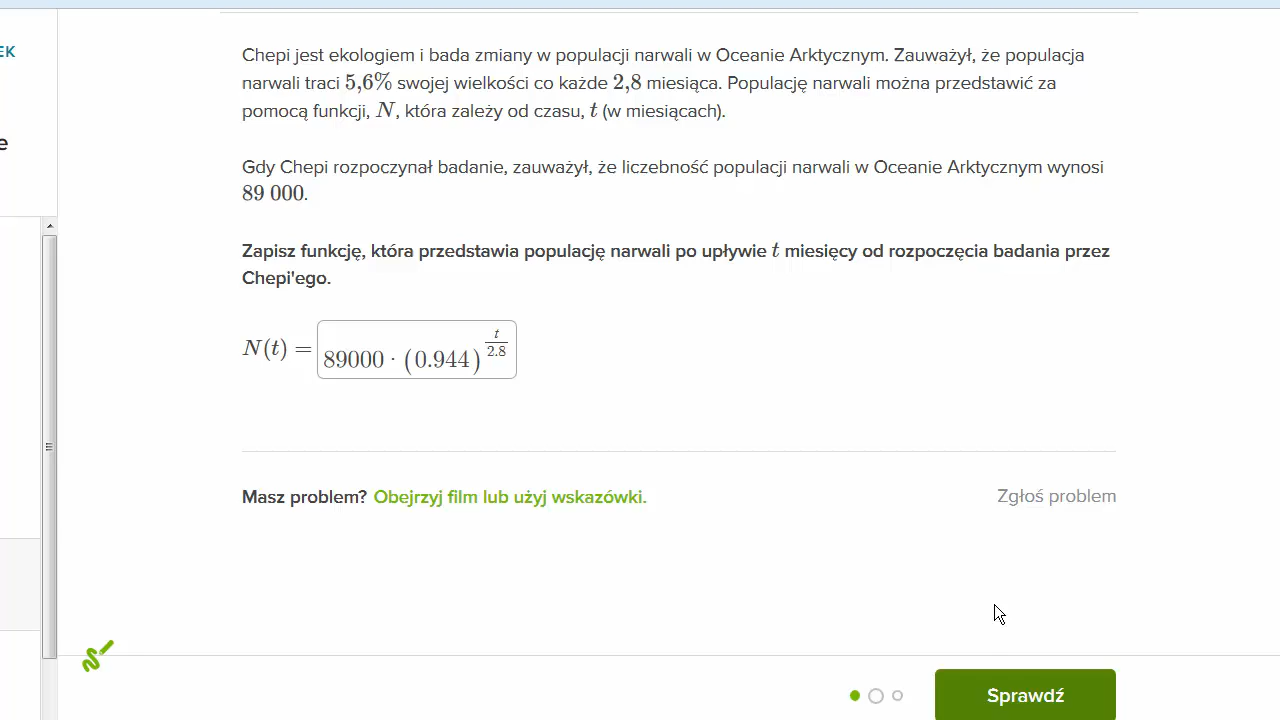 EK
e
Chepi jest ekologiem i bada zmiany w populacji narwali w Oceanie Arktycznym. Zauważył, że populacja
narwali traci 5,6% swojej wielkości co każde 2,8 miesiąca. Populację narwali można przedstawić za
pomocą funkcji, N, która zależy od czasu, t (w miesiącach).
Gdy Chepi rozpoczynał badanie, zauważył, że liczebność populacji narwali w Oceanie Arktycznym wynosi
89 000.
Zapisz funkcję, która przedstawia populację narwali po upływie t miesięcy od rozpoczęcia badania przez
Chepi'ego.
N(t) = 89000 · (0.944)^(t/2.8)
Masz problem? Obejrzyj film lub użyj wskazówki. Zgłoś problem
Sprawdź